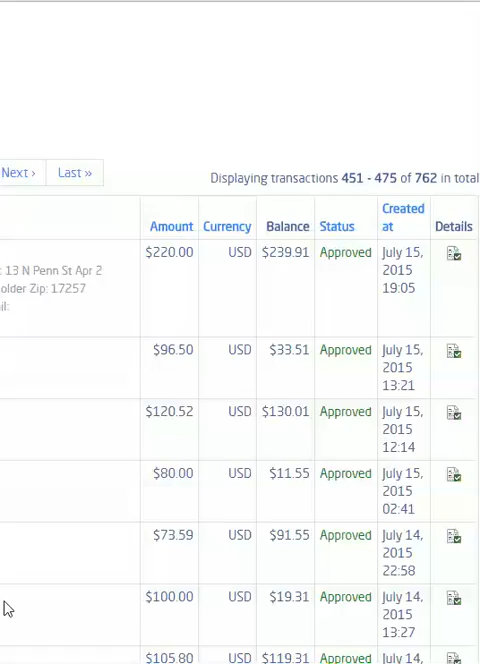 Next › Last »
Displaying transactions 451 - 475 of 762 in total
Amount Currency Balance Status Created at Details
$220.00 USD $239.91 Approved July 15, 2015 19:05
: 13 N Penn St Apr 2
older Zip: 17257
il:
$96.50 USD $33.51 Approved July 15, 2015 13:21
$120.52 USD $130.01 Approved July 15, 2015 12:14
$80.00 USD $11.55 Approved July 15, 2015 02:41
$73.59 USD $91.55 Approved July 14, 2015 22:58
$100.00 USD $19.31 Approved July 14, 2015 13:27
$105.80 USD $119.31 Approved July 14,